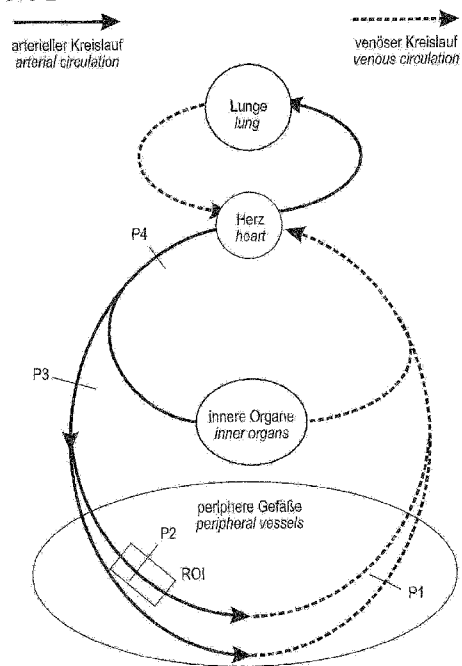 arterieller Kreislauf
arterial circulation
venöser Kreislauf
venous circulation
Lunge
lung
Herz
heart
P4
P3
innere Organe
inner organs
periphere Gefäße
peripheral vessels
P2
ROI
P1